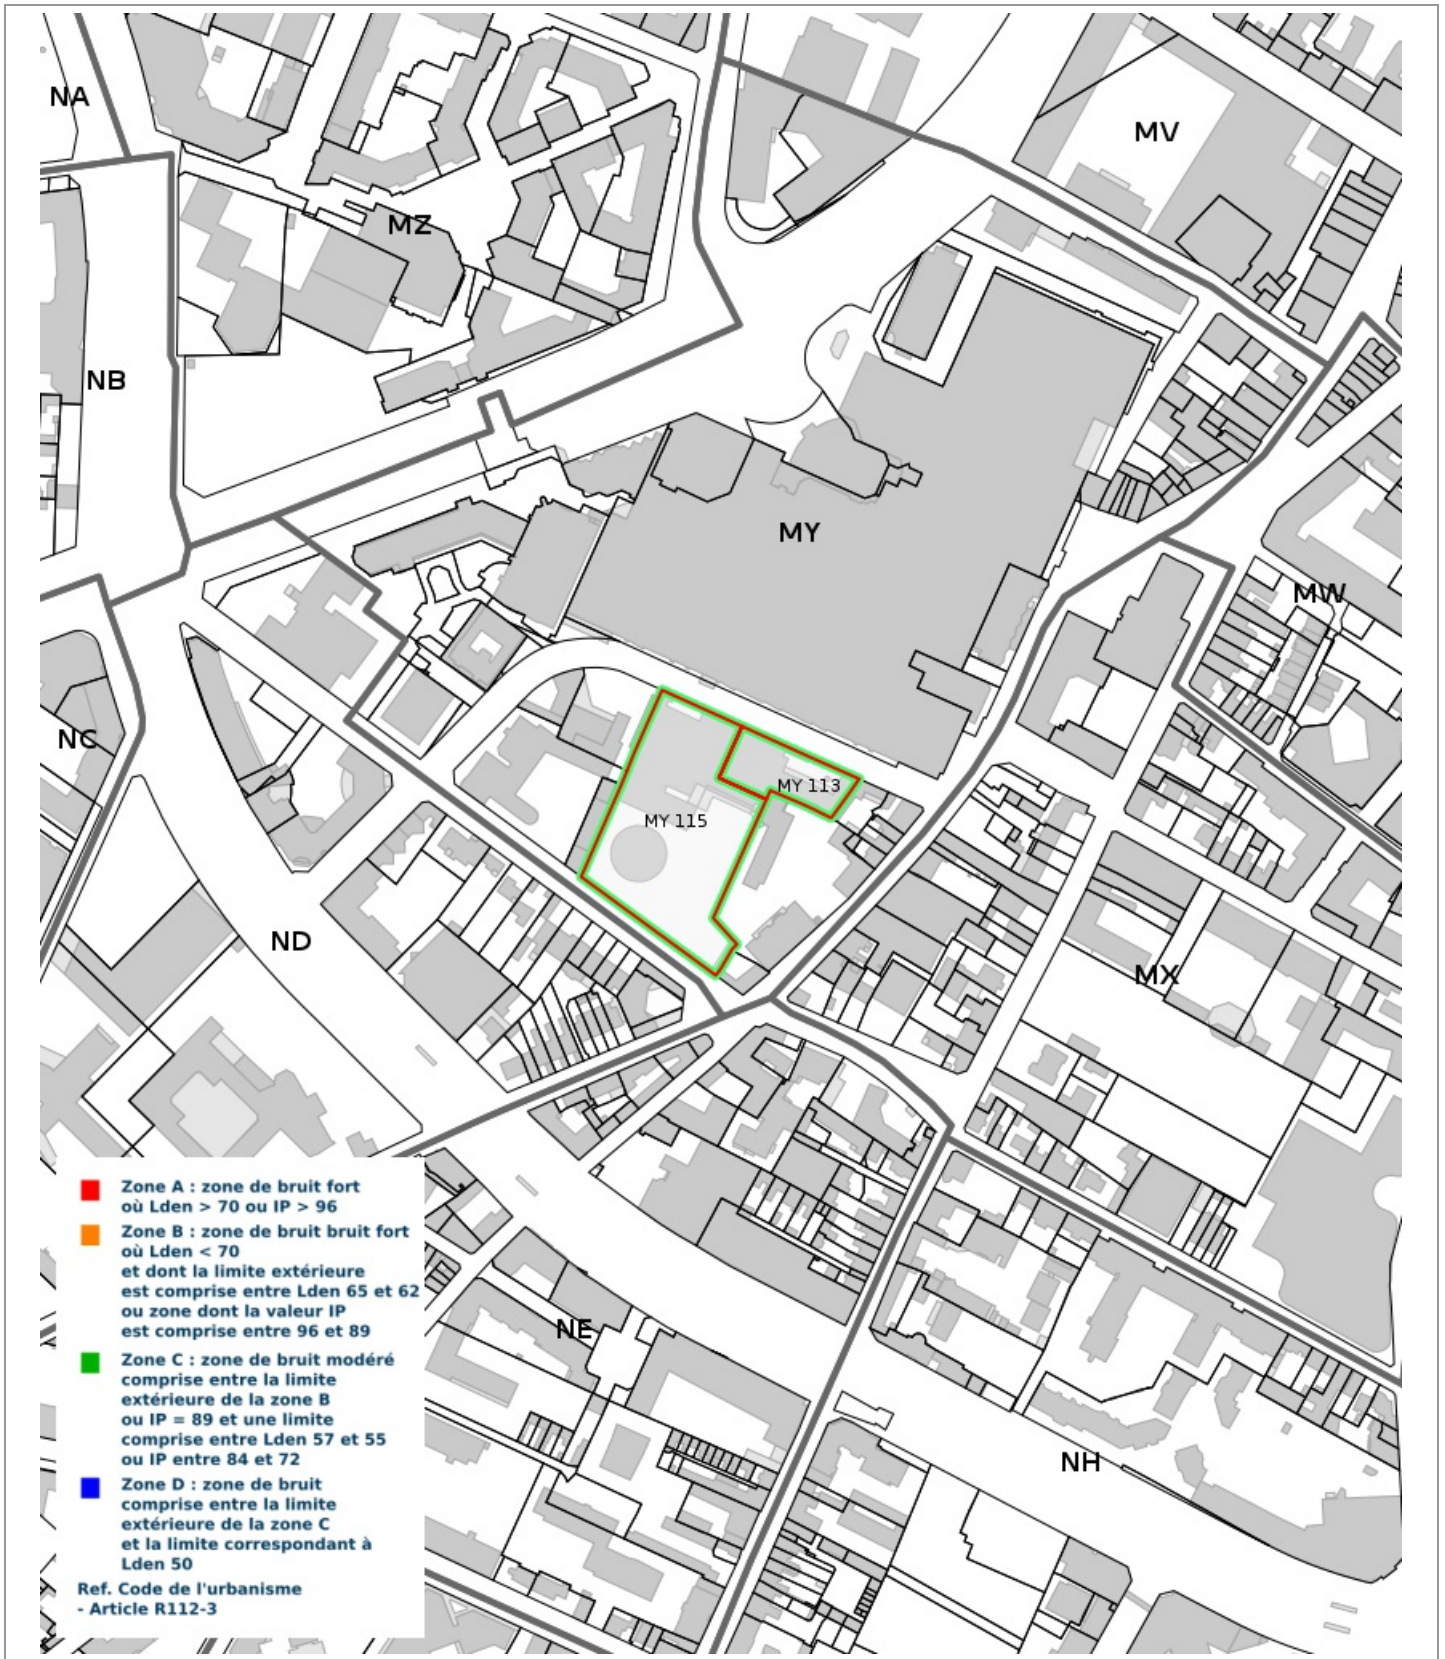 NA
MV
MZ
NB
MY
MW
NC
MY 113
MY 115
ND
MX
Zone A : zone de bruit fort
où Lden > 70 ou IP > 96
Zone B : zone de bruit bruit fort
où Lden < 70
et dont la limite extérieure
est comprise entre Lden 65 et 62
ou zone dont la valeur IP
est comprise entre 96 et 89
Zone C : zone de bruit modéré
comprise entre la limite
extérieure de la zone B
ou IP = 89 et une limite
comprise entre Lden 57 et 55
ou IP entre 84 et 72
Zone D : zone de bruit
comprise entre la limite
extérieure de la zone C
et la limite correspondant à
Lden 50
Ref. Code de l'urbanisme
- Article R112-3
NE
NH